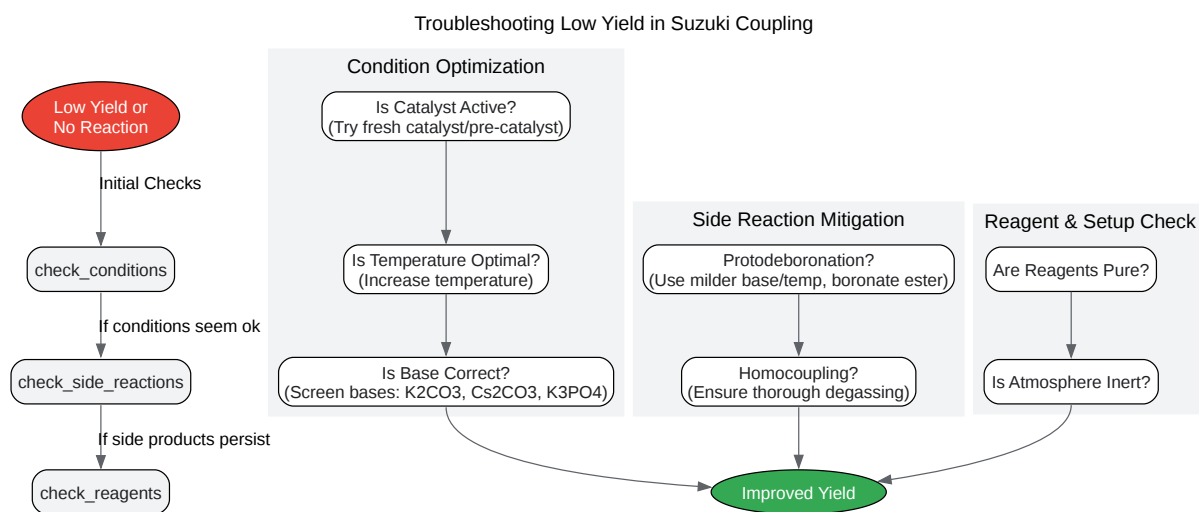 Troubleshooting Low Yield in Suzuki Coupling
Low Yield or
No Reaction
Initial Checks
check_conditions
If conditions seem ok
check_side_reactions
If side products persist
check_reagents
Condition Optimization
Is Catalyst Active?
(Try fresh catalyst/pre-catalyst)
Is Temperature Optimal?
(Increase temperature)
Is Base Correct?
(Screen bases: K2CO3, Cs2CO3, K3PO4)
Side Reaction Mitigation
Protodeboronation?
(Use milder base/temp, boronate ester)
Homocoupling?
(Ensure thorough degassing)
Reagent & Setup Check
Are Reagents Pure?
Is Atmosphere Inert?
Improved Yield